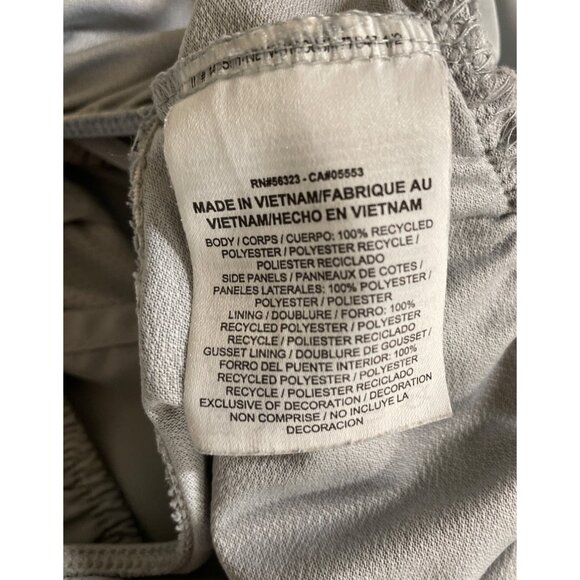 RN#56323 - CA#05553
MADE IN VIETNAM/FABRIQUE AU
VIETNAM/HECHO EN VIETNAM
BODY / CORPS / CUERPO: 100% RECYCLED
POLYESTER / POLYESTER RECYCLE /
POLIESTER RECICLADO
SIDE PANELS / PANNEAUX DE COTES /
PANELES LATERALES: 100% POLYESTER /
POLYESTER / POLIESTER
LINING / DOUBLURE / FORRO: 100%
RECYCLED POLYESTER / POLYESTER
RECYCLE / POLIESTER RECICLADO
GUSSET LINING / DOUBLURE DE GOUSSET /
FORRO DEL PUENTE INTERIOR: 100%
RECYCLED POLYESTER / POLYESTER
RECYCLE / POLIESTER RECICLADO
EXCLUSIVE OF DECORATION / DECORATION
NON COMPRISE / NO INCLUYE LA
DECORACION